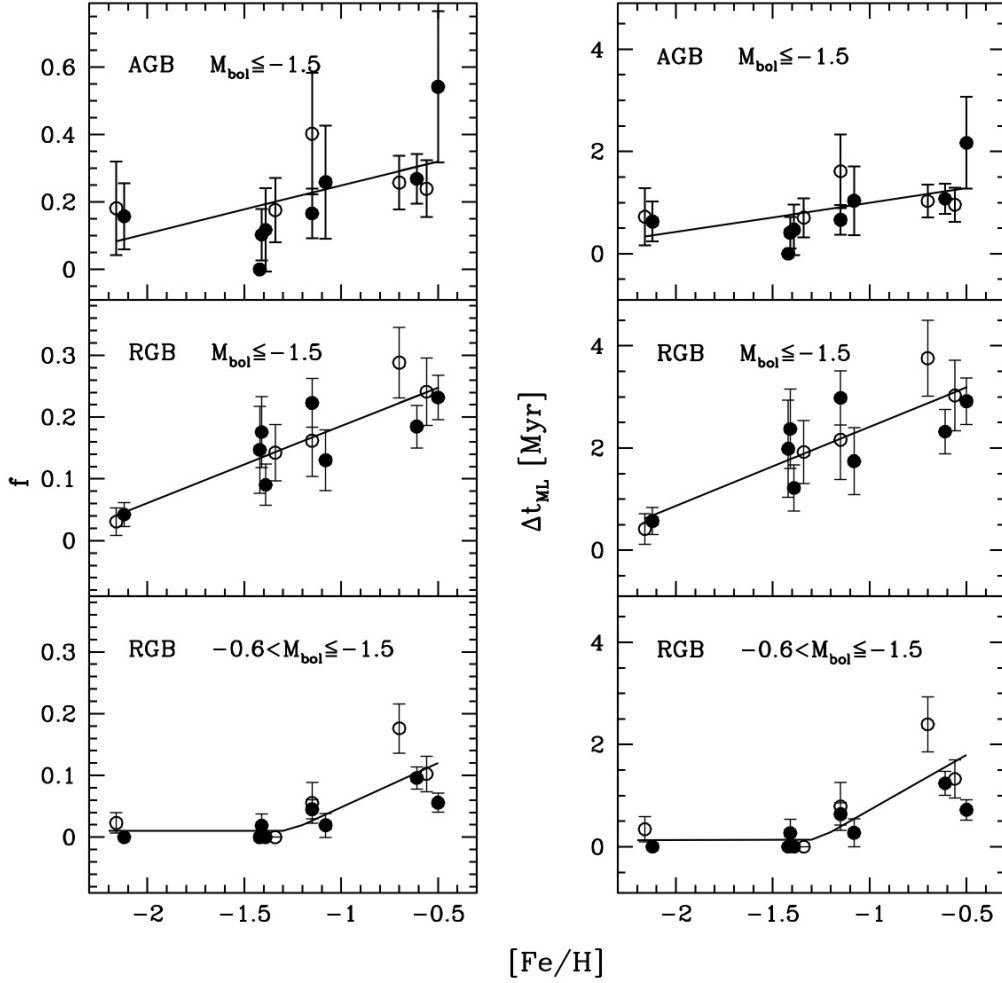 AGB M_bol≦−1.5
0.6
0.4
0.2
0
RGB M_bol≦−1.5
0.3
0.2
0.1
0
f
RGB −0.6<M_bol≦−1.5
0.3
0.2
0.1
0
−2 −1.5 −1 −0.5
AGB M_bol≦−1.5
4
2
0
RGB M_bol≦−1.5
4
2
0
Δt_ML [Myr]
RGB −0.6<M_bol≦−1.5
4
2
0
−2 −1.5 −1 −0.5
[Fe/H]